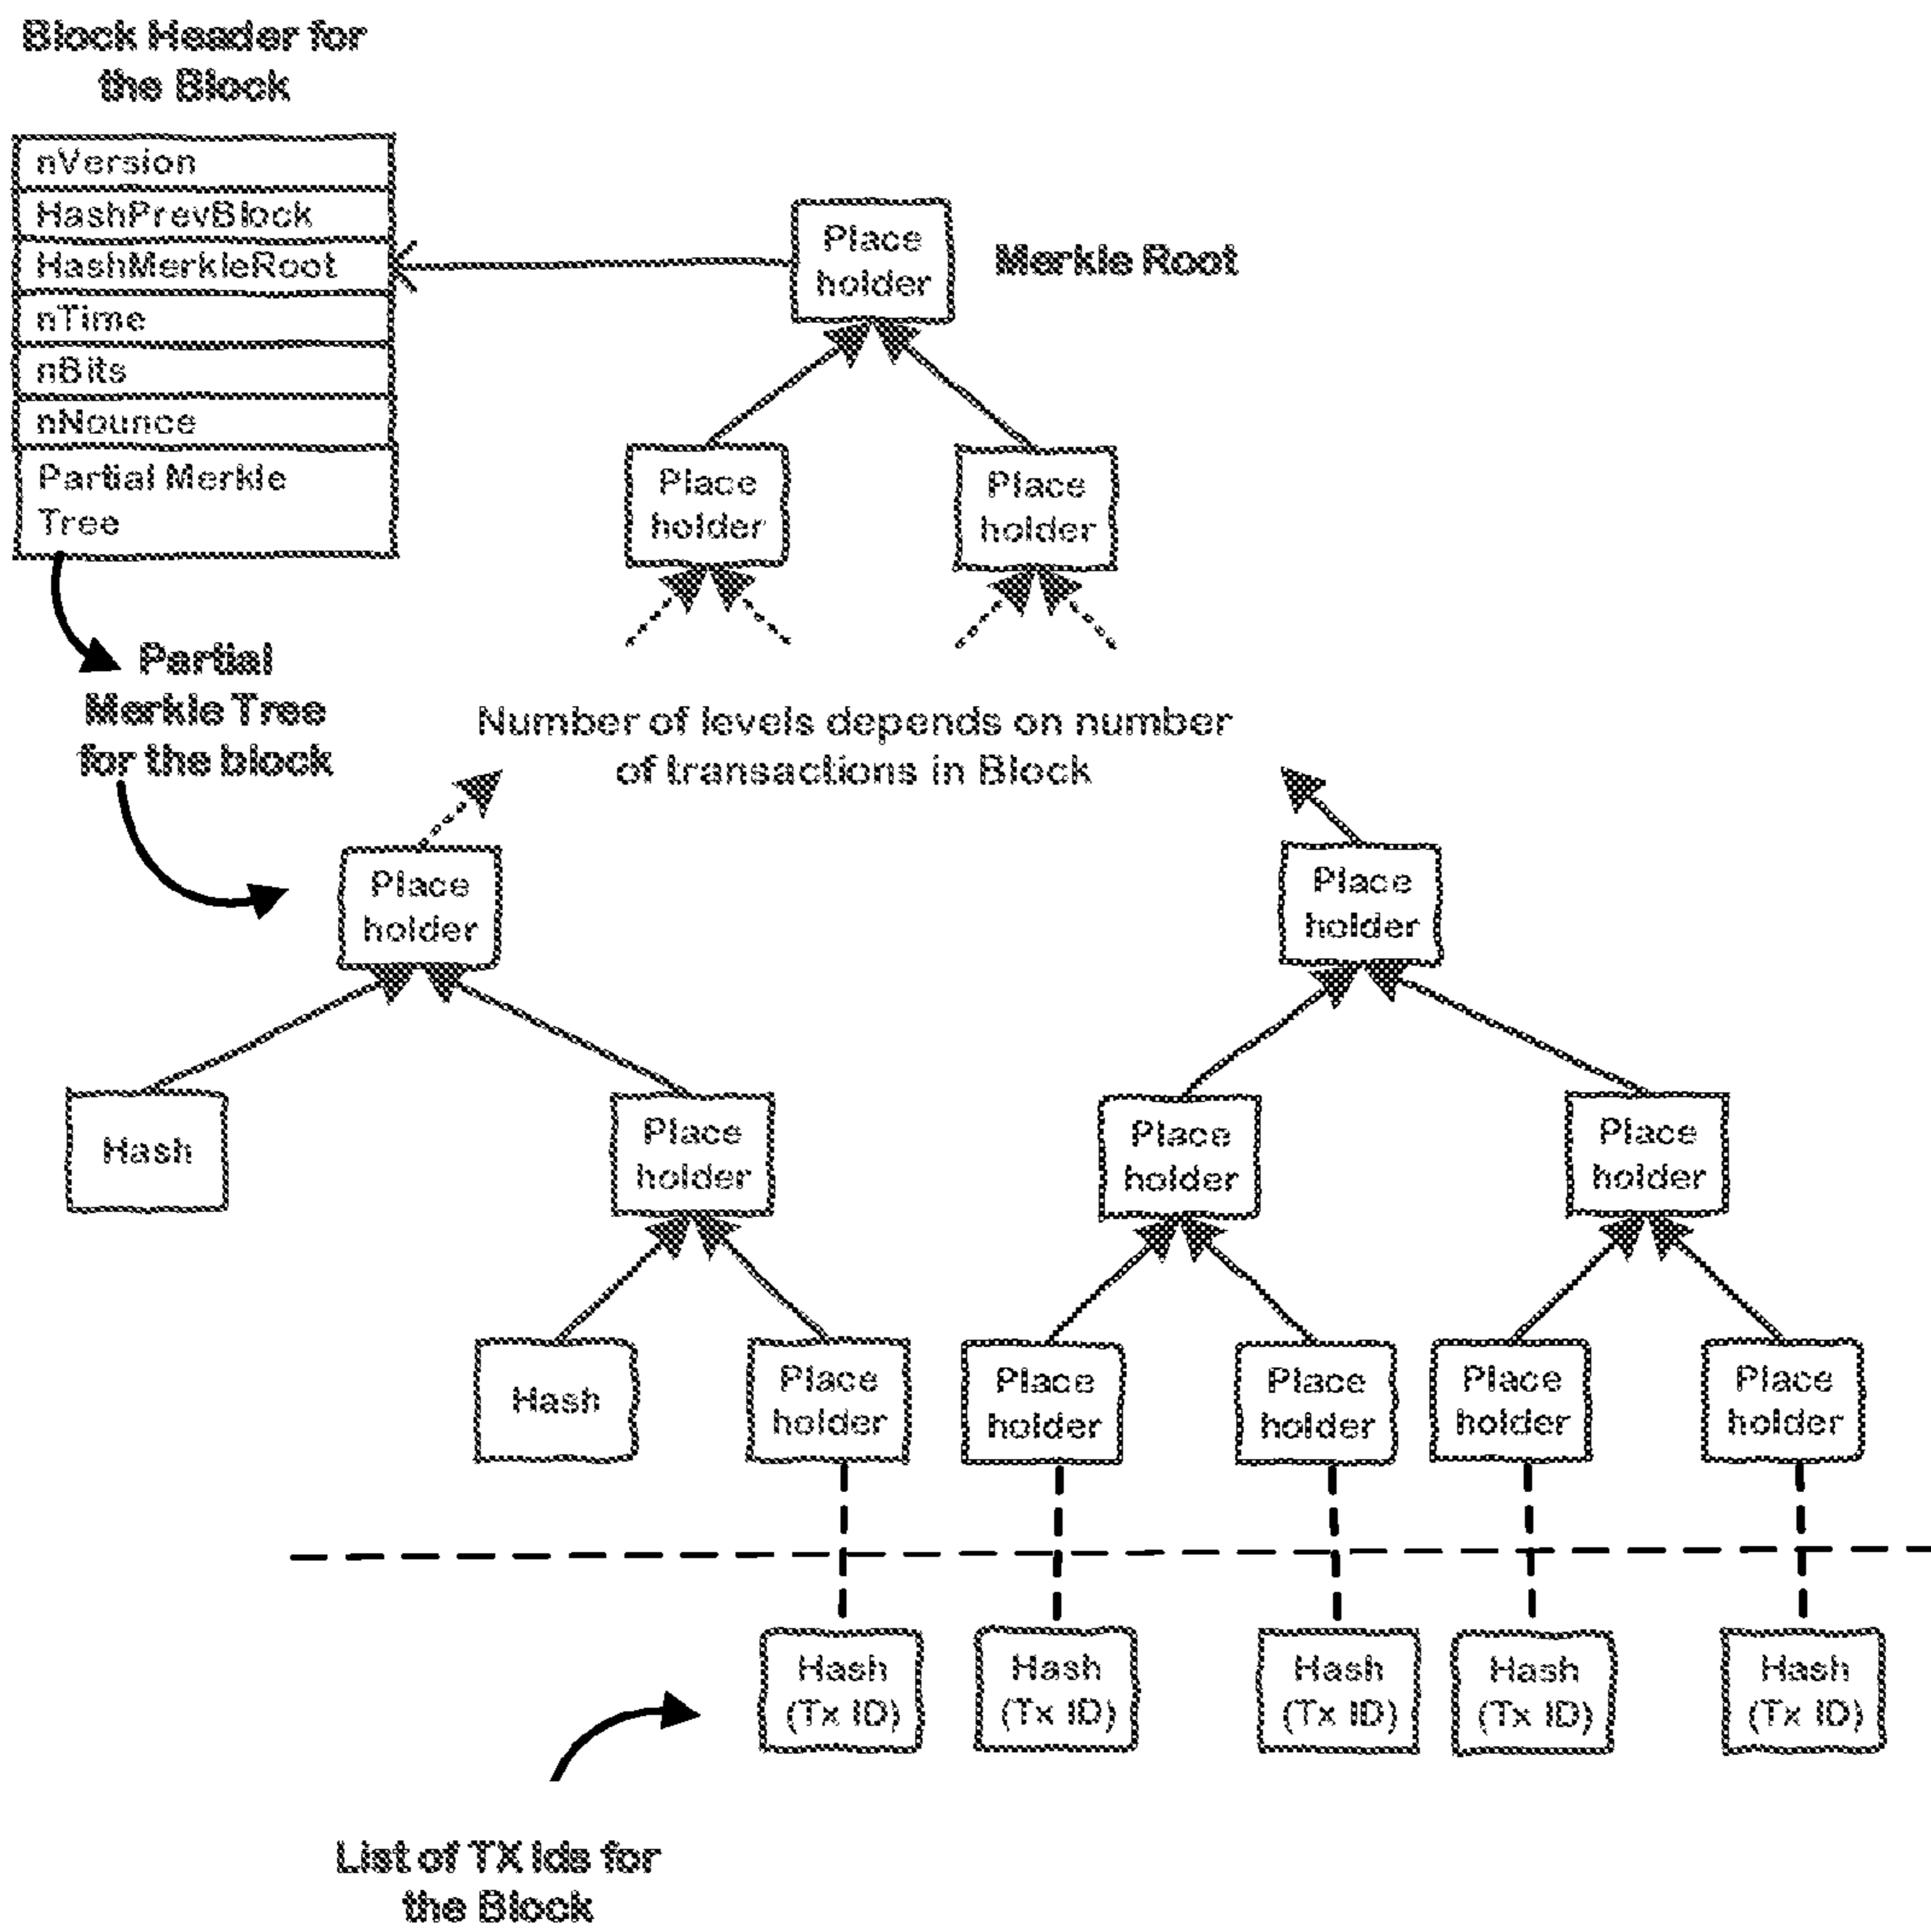 Block Header for
the Block
nVersion
HashPrevBlock
HashMerkleRoot
nTime
nBits
nNounce
Partial Merkle
Tree
Place
holder
Merkle Root
Place
holder
Place
holder
Partial
Merkle Tree
for the block
Number of levels depends on number
of transactions in Block
Place
holder
Place
holder
Hash
Place
holder
Place
holder
Place
holder
Hash
Place
holder
Place
holder
Place
holder
Place
holder
Place
holder
Hash
(Tx ID)
Hash
(Tx ID)
Hash
(Tx ID)
Hash
(Tx ID)
Hash
(Tx ID)
List of TX Ids for
the Block